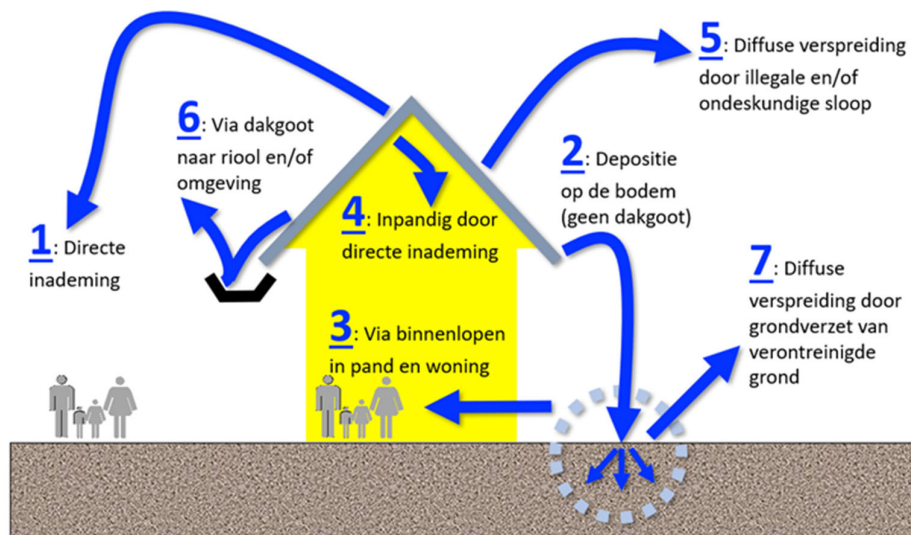 1: Directe
inademing
2: Depositie
op de bodem
(geen dakgoot)
3: Via binnenlopen
in pand en woning
4: Inpandig door
directe inademing
5: Diffuse verspreiding
door illegale en/of
ondeskundige sloop
6: Via dakgoot
naar riool en/of
omgeving
7: Diffuse
verspreiding door
grondverzet van
verontreinigde
grond